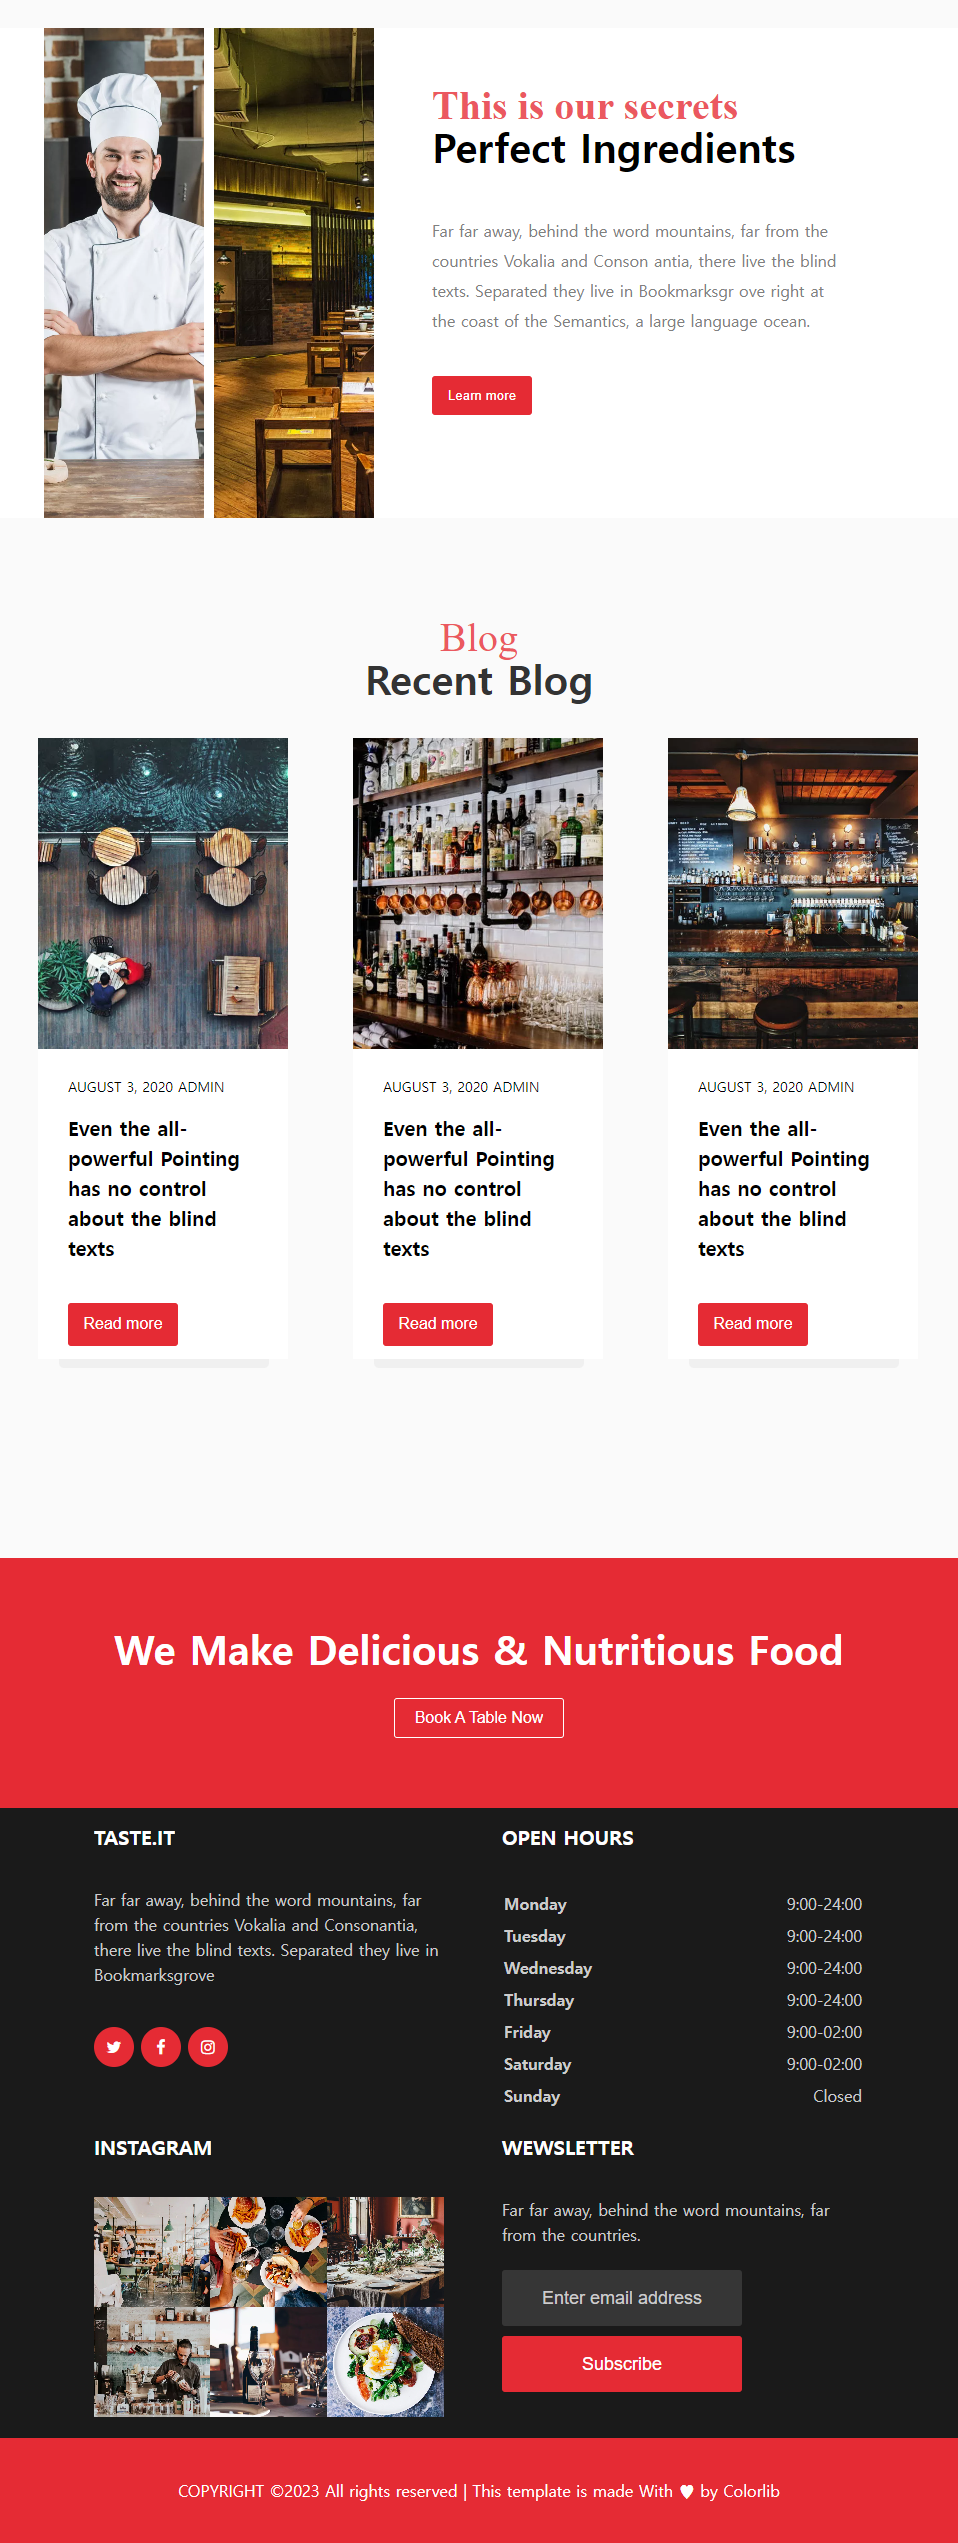 This is our secrets
Perfect Ingredients
Far far away, behind the word mountains, far from the
countries Vokalia and Conson antia, there live the blind
texts. Separated they live in Bookmarksgr ove right at
the coast of the Semantics, a large language ocean.
Learn more
Blog
Recent Blog
AUGUST 3, 2020 ADMIN
Even the all-
powerful Pointing
has no control
about the blind
texts
Read more
AUGUST 3, 2020 ADMIN
Even the all-
powerful Pointing
has no control
about the blind
texts
Read more
AUGUST 3, 2020 ADMIN
Even the all-
powerful Pointing
has no control
about the blind
texts
Read more
We Make Delicious & Nutritious Food
Book A Table Now
TASTE.IT
Far far away, behind the word mountains, far
from the countries Vokalia and Consonantia,
there live the blind texts. Separated they live in
Bookmarksgrove
OPEN HOURS
Monday 9:00-24:00
Tuesday 9:00-24:00
Wednesday 9:00-24:00
Thursday 9:00-24:00
Friday 9:00-02:00
Saturday 9:00-02:00
Sunday Closed
INSTAGRAM
WEWSLETTER
Far far away, behind the word mountains, far
from the countries.
Enter email address
Subscribe
COPYRIGHT ©2023 All rights reserved | This template is made With ♥ by Colorlib